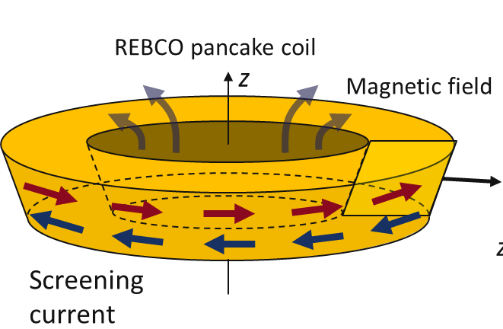 REBCO pancake coil
z
Magnetic field
z
Screening
current